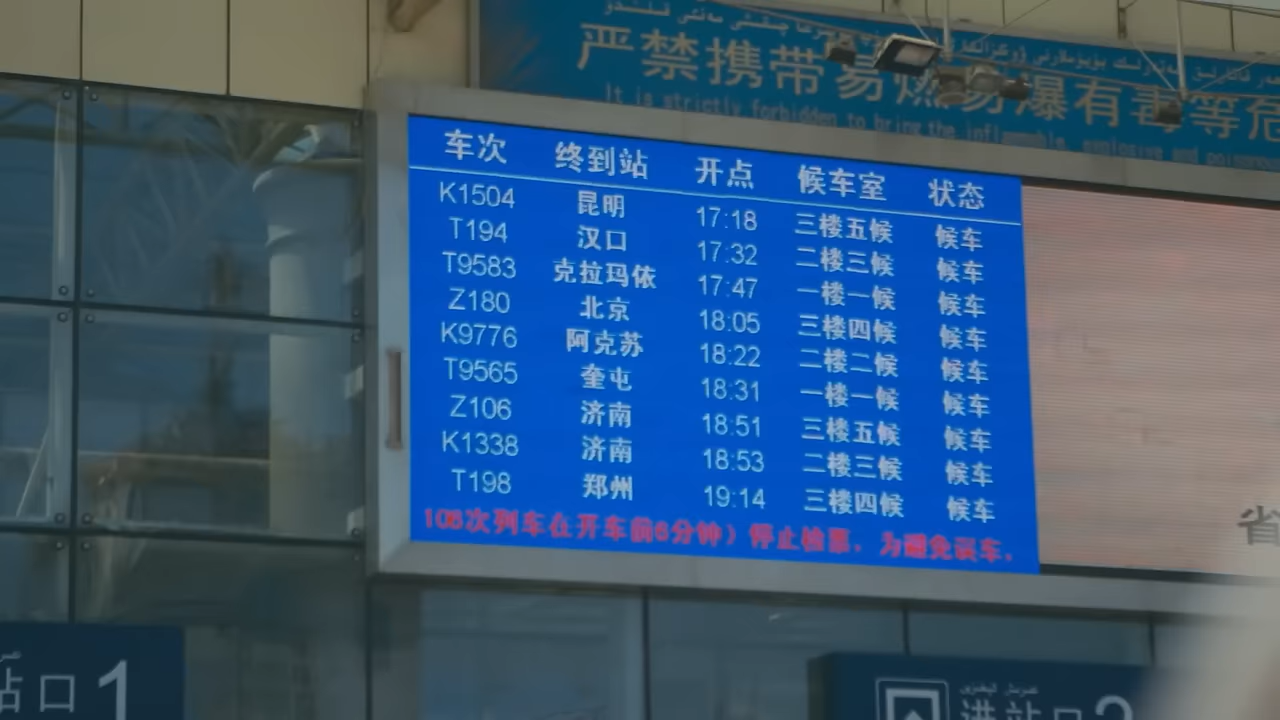 严禁携带易燃易爆有毒等危
It is strictly forbidden to bring the inflammable, explosive and poisonous
车次 终到站 开点 候车室 状态
K1504 昆明 17:18 三楼五候 候车
T194 汉口 17:32 二楼三候 候车
T9583 克拉玛依 17:47 一楼一候 候车
Z180 北京 18:05 三楼四候 候车
K9776 阿克苏 18:22 二楼二候 候车
T9565 奎屯 18:31 一楼一候 候车
Z106 济南 18:51 三楼五候 候车
K1338 济南 18:53 二楼三候 候车
T198 郑州 19:14 三楼四候 候车
次列车在开车前6分钟）停止检票，为避免误车，
省
站口 1
进站口 2